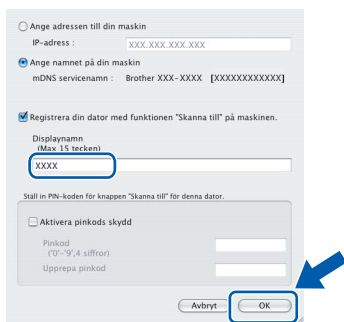 Ange adressen till din maskin
IP-adress : XXX.XXX.XXX.XXX
Ange namnet på din maskin
mDNS servicenamn : Brother XXX-XXXX [XXXXXXXXXXXX]
Registrera din dator med funktionen "Skanna till" på maskinen.
Displaynamn
(Max 15 tecken)
XXXX
Ställ in PIN-koden för knappen "Skanna till" för denna dator.
Aktivera pinkods skydd
Pinkod
('0'-'9',4 siffror)
Upprepa pinkod
Avbryt OK